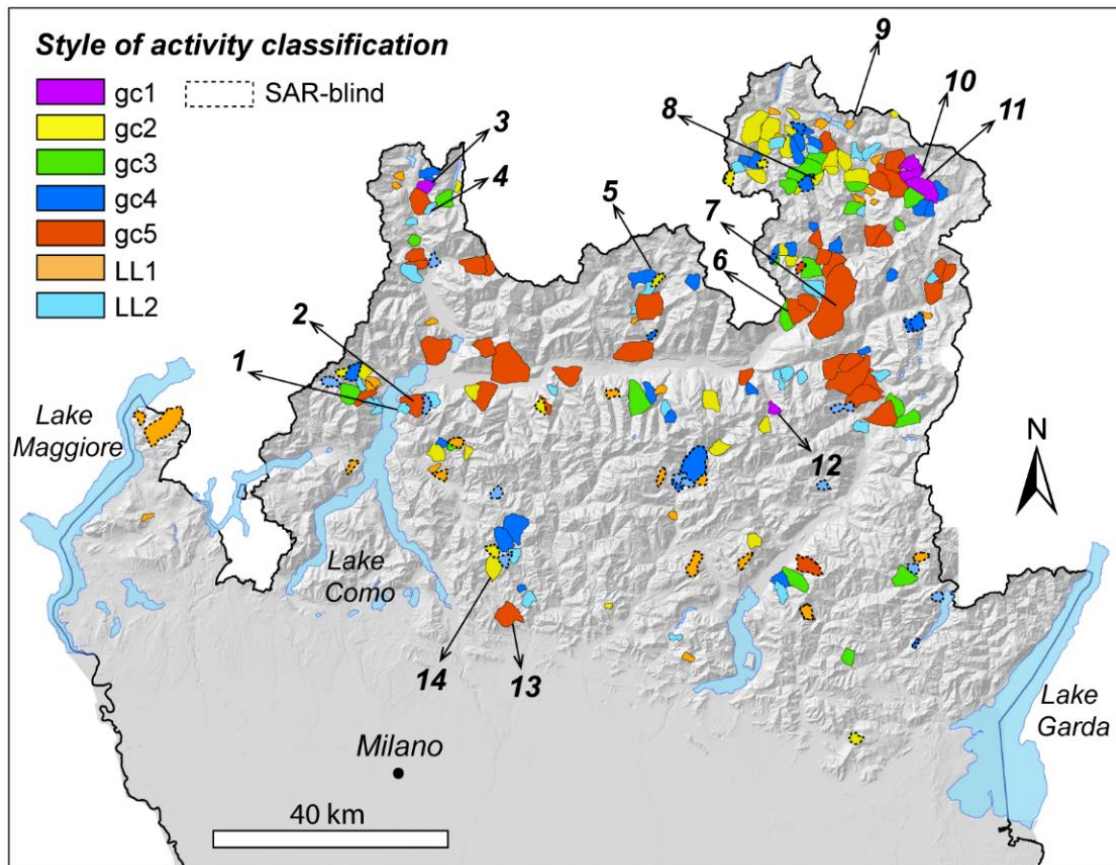 Style of activity classification
gc1
SAR-blind
gc2
gc3
gc4
gc5
LL1
LL2
9
10
11
8
3
4
5
7
6
2
1
Lake
Maggiore
12
N
Lake
Como
14
13
Lake
Garda
Milano
40 km